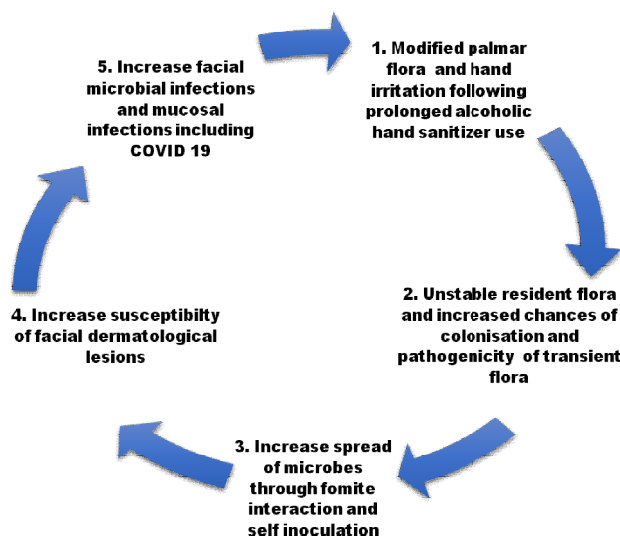 1. Modified palmar
flora and hand
irritation following
prolonged alcoholic
hand sanitizer use
2. Unstable resident flora
and increased chances of
colonisation and
pathogenicity of transient
flora
3. Increase spread
of microbes
through fomite
interaction and
self inoculation
4. Increase susceptibilty
of facial dermatological
lesions
5. Increase facial
microbial infections
and mucosal
infections including
COVID 19